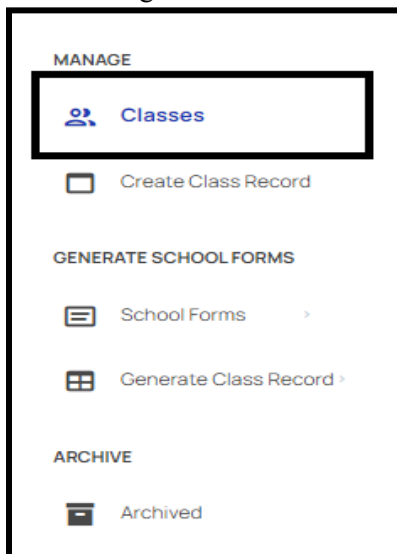 MANAGE
Classes
Create Class Record
GENERATE SCHOOL FORMS
School Forms >
Generate Class Record >
ARCHIVE
Archived